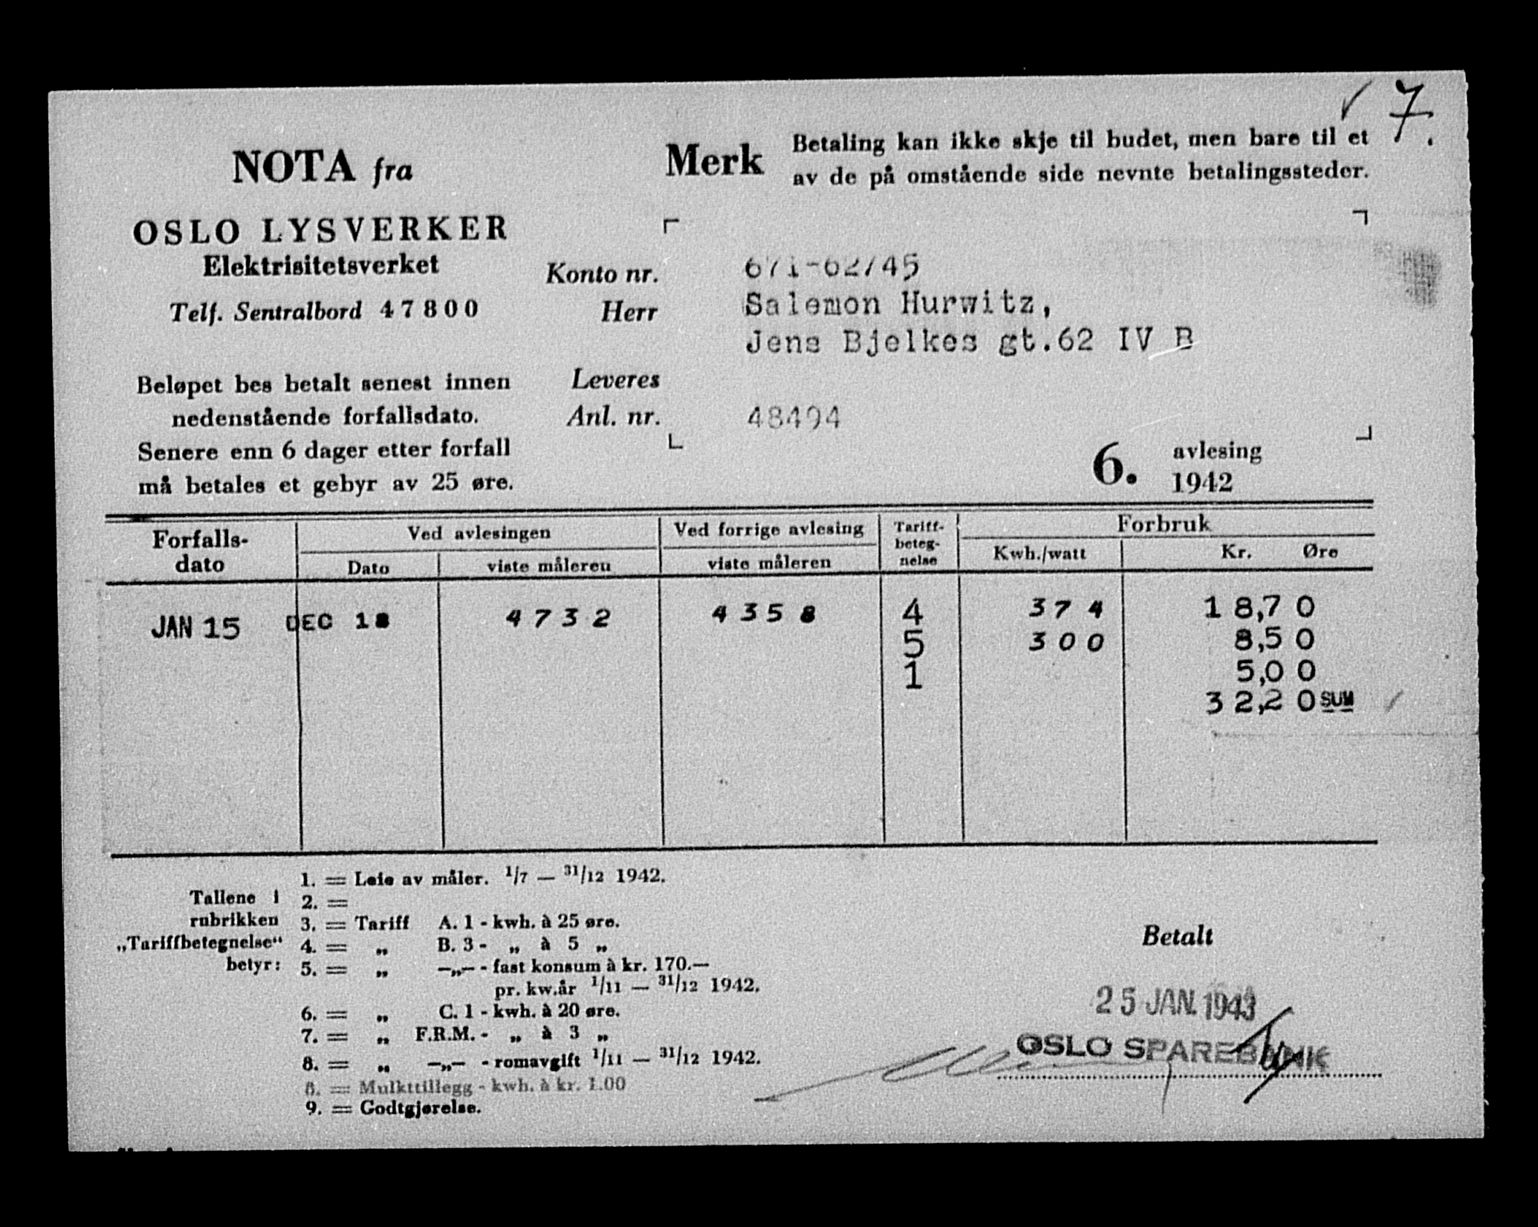 7.
NOTA fra
OSLO LYSVERKER
Elektrisitetsverket
Telf. Sentralbord 47800
Beløpet bes betalt senest innen
nedenstående forfallsdato.
Senere enn 6 dager etter forfall
må betales et gebyr av 25 øre.
Merk Betaling kan ikke skje til budet, men bare til et
av de på omstående side nevnte betalingssteder.
Konto nr. 671-62745
Herr Salomon Hurwitz,
Jens Bjelkes gt.62 IV B
Leveres
Anl. nr. 48494
6. avlesing
1942
Forfalls-
dato
Ved avlesingen
Dato
viste måleren
Ved forrige avlesing
viste måleren
Tariff-
beteg-
nelse
Forbruk
Kwh./watt Kr. Øre
JAN 15 DEC 18 4732 4358 4 374 18,70
5 300 8,50
1 5,00
32,20 SUM
Tallene i
rubrikken
„Tariffbetegnelse“
betyr:
1. = Leie av måler. 1/7 — 31/12 1942.
2. =
3. = Tariff A. 1 - kwh. à 25 øre.
4. = „ B. 3 - „ à 5 „
5. = „ —„— - fast konsum à kr. 170.—
pr. kw.år 1/11 — 31/12 1942.
6. = „ C. 1 - kwh. à 20 øre.
7. = „ F.R.M. - „ à 3 „
8. = „ —„— - romavgift 1/11 — 31/12 1942.
8. = Mulkttillegg - kwh. à kr. 1.00
9. = Godtgjørelse.
Betalt
25 JAN. 1943
OSLO SPAREBANK